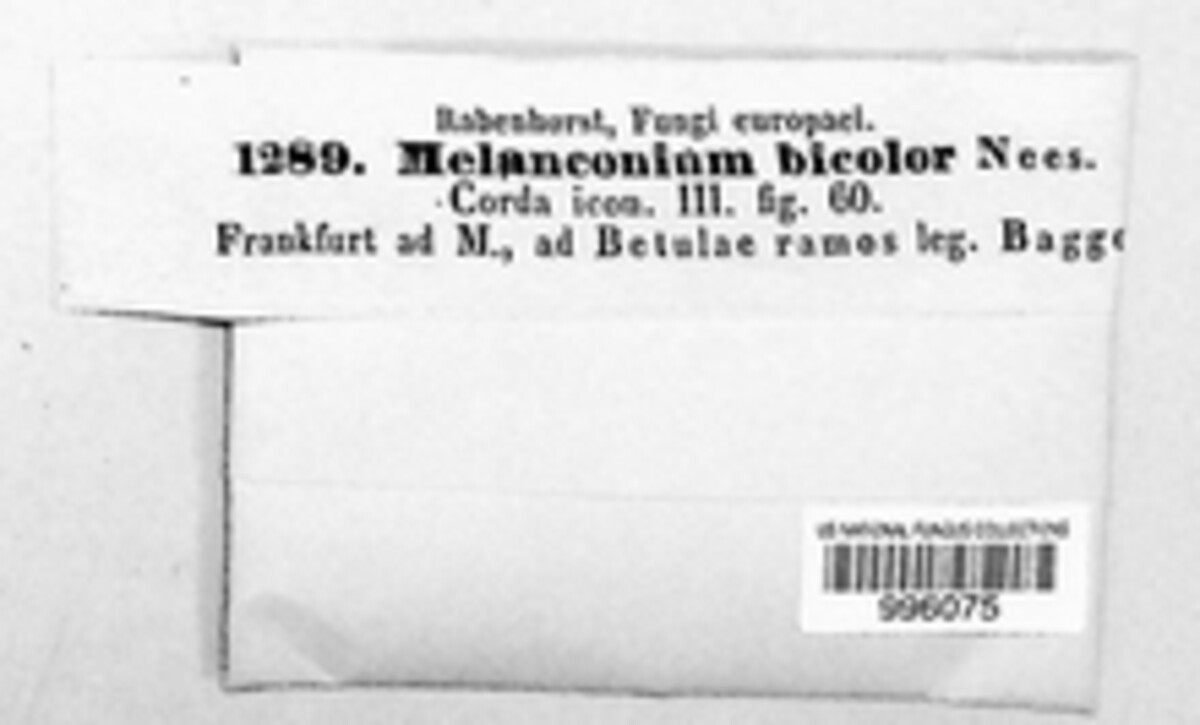 Rabenhorst, Fungi europaei.
1289. Melanconium bicolor Nees.
Corda icon. III. fig. 60.
Frankfurt ad M., ad Betulae ramos leg. Bagge
US NATIONAL FUNGUS COLLECTIONS
996075